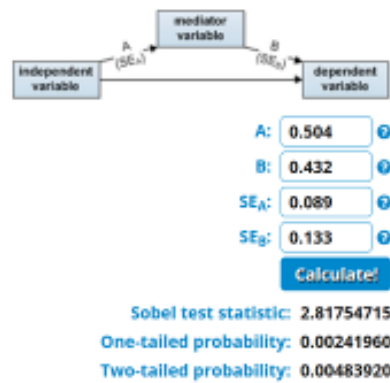 mediator
variable
A
(SEA)
B
(SEB)
independent
variable
dependent
variable
A: 0.504 ?
B: 0.432 ?
SEA: 0.089 ?
SEB: 0.133 ?
Calculate!
Sobel test statistic: 2.81754715
One-tailed probability: 0.00241960
Two-tailed probability: 0.00483920